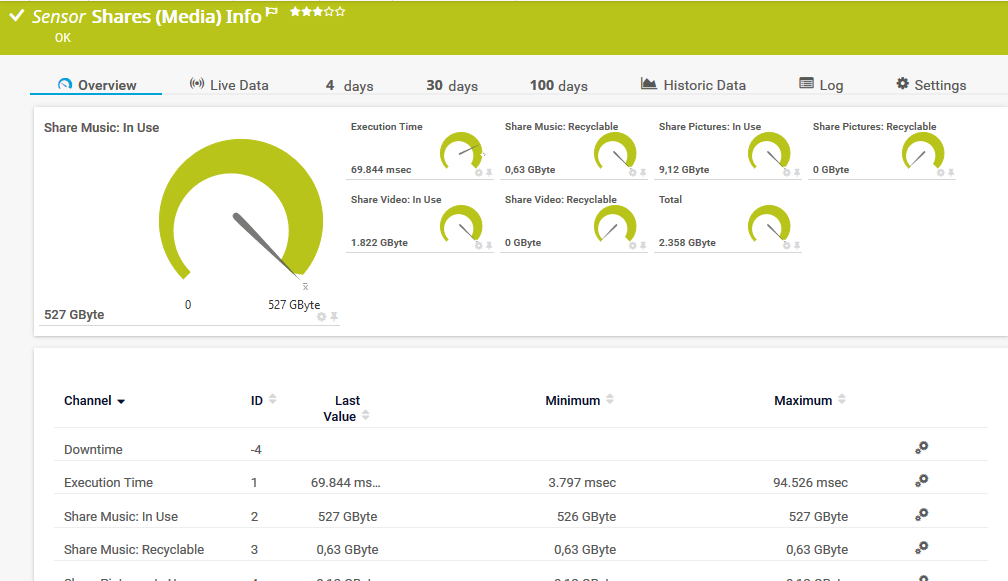 Sensor Shares (Media) Info
OK
Overview
Live Data
4 days
30 days
100 days
Historic Data
Log
Settings
Share Music: In Use
0
527 GByte
527 GByte
Execution Time
69.844 msec
Share Music: Recyclable
0,63 GByte
Share Pictures: In Use
9,12 GByte
Share Pictures: Recyclable
0 GByte
Share Video: In Use
1.822 GByte
Share Video: Recyclable
0 GByte
Total
2.358 GByte
Channel ID Last Value Minimum Maximum
Downtime -4
Execution Time 1 69.844 ms... 3.797 msec 94.526 msec
Share Music: In Use 2 527 GByte 526 GByte 527 GByte
Share Music: Recyclable 3 0,63 GByte 0,63 GByte 0,63 GByte